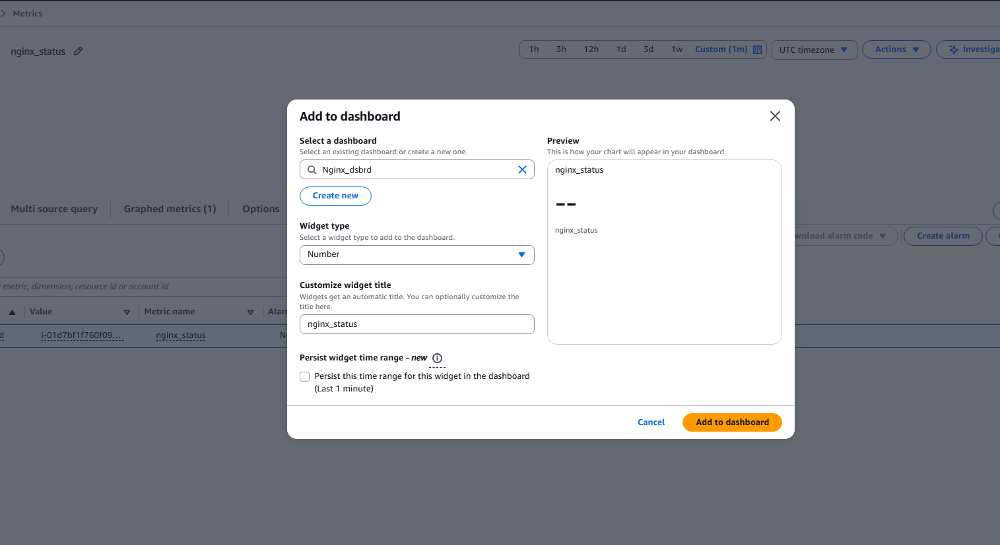 Metrics
nginx_status
1h 3h 12h 1d 3d 1w Custom (1m) UTC timezone Actions
Add to dashboard
Select a dashboard
Select an existing dashboard or create a new one.
Nginx_dsbrd
Create new
Widget type
Select a widget type to add to the dashboard.
Number
Customize widget title
Widgets get an automatic title. You can optionally customize the
title here.
nginx_status
Persist widget time range - new
Persist this time range for this widget in the dashboard
(Last 1 minute)
Preview
This is how your chart will appear in your dashboard.
nginx_status
--
nginx_status
Cancel Add to dashboard
Multi source query Graphed metrics (1) Options
alarm code Create alarm
metric, dimension, resource id or account id
Value Metric name
i-01d7bf1f760f09... nginx_status